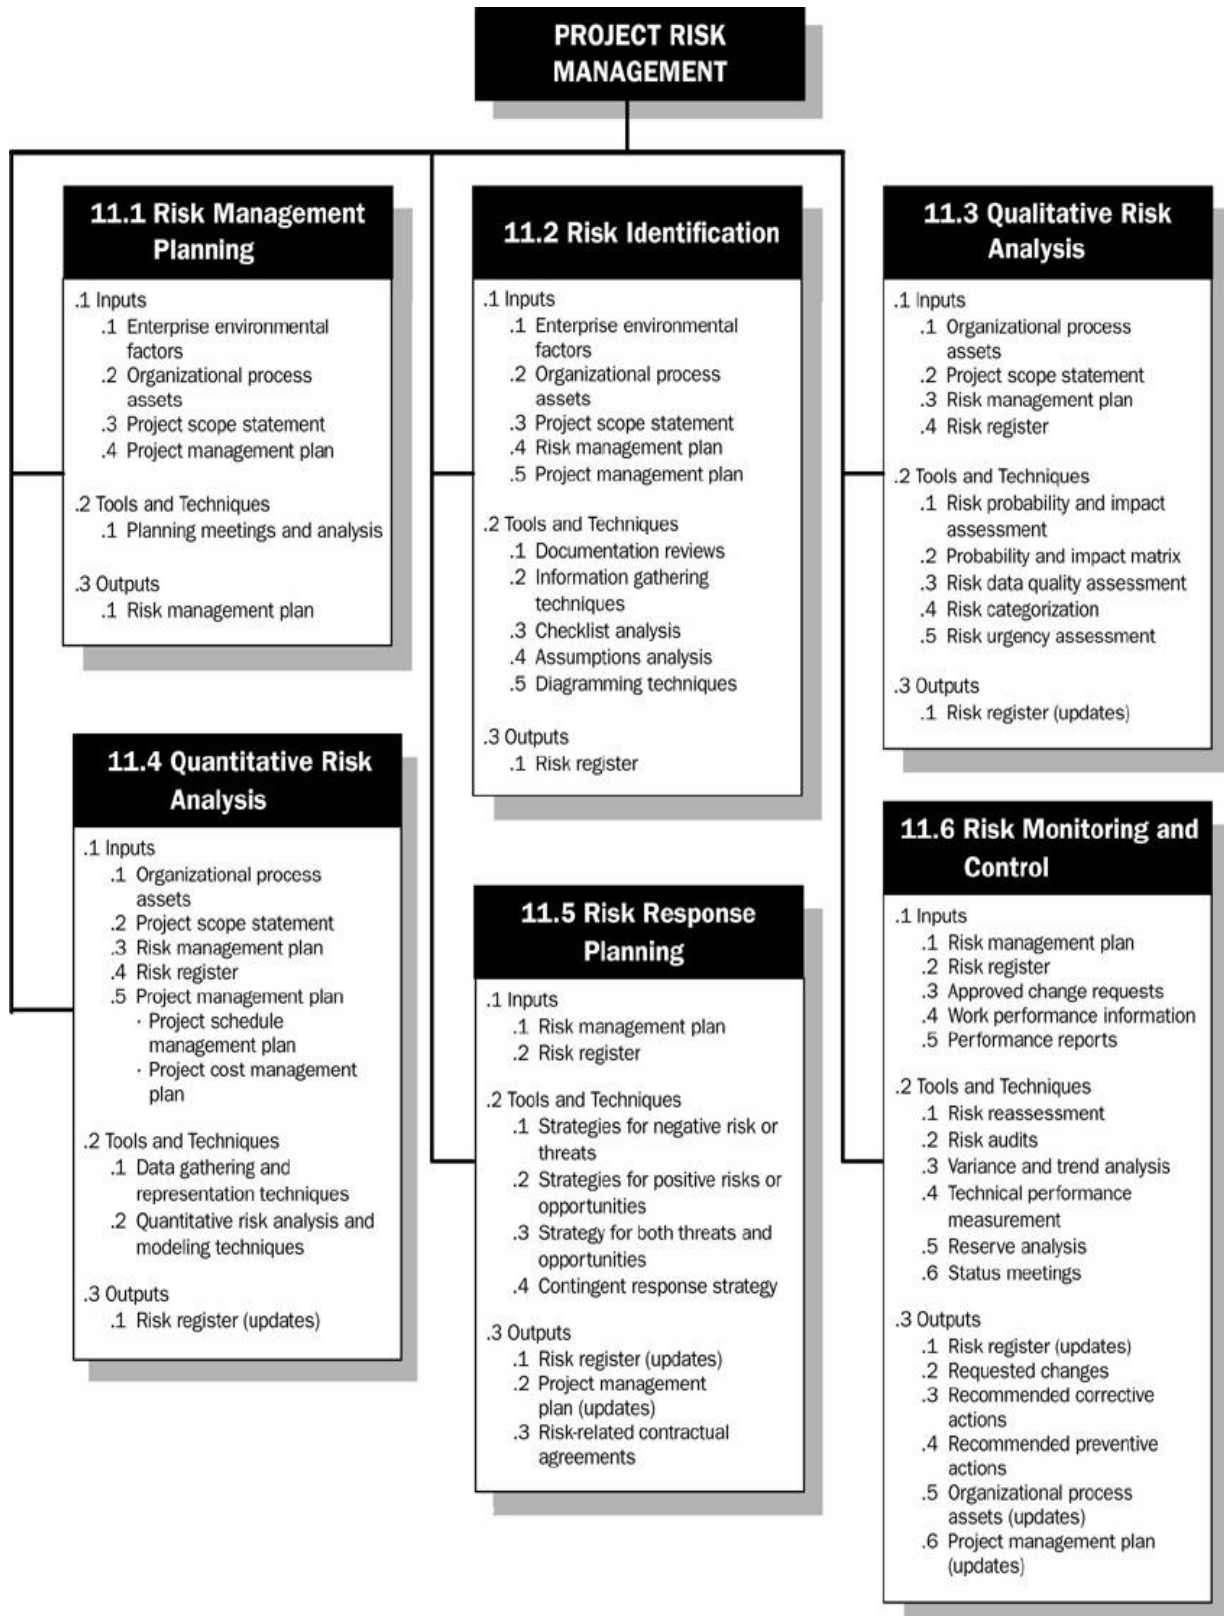 PROJECT RISK
MANAGEMENT
11.1 Risk Management
Planning
.1 Inputs
.1 Enterprise environmental
factors
.2 Organizational process
assets
.3 Project scope statement
.4 Project management plan
.2 Tools and Techniques
.1 Planning meetings and analysis
.3 Outputs
.1 Risk management plan
11.2 Risk Identification
.1 Inputs
.1 Enterprise environmental
factors
.2 Organizational process
assets
.3 Project scope statement
.4 Risk management plan
.5 Project management plan
.2 Tools and Techniques
.1 Documentation reviews
.2 Information gathering
techniques
.3 Checklist analysis
.4 Assumptions analysis
.5 Diagramming techniques
.3 Outputs
.1 Risk register
11.3 Qualitative Risk
Analysis
.1 Inputs
.1 Organizational process
assets
.2 Project scope statement
.3 Risk management plan
.4 Risk register
.2 Tools and Techniques
.1 Risk probability and impact
assessment
.2 Probability and impact matrix
.3 Risk data quality assessment
.4 Risk categorization
.5 Risk urgency assessment
.3 Outputs
.1 Risk register (updates)
11.4 Quantitative Risk
Analysis
.1 Inputs
.1 Organizational process
assets
.2 Project scope statement
.3 Risk management plan
.4 Risk register
.5 Project management plan
· Project schedule
management plan
· Project cost management
plan
.2 Tools and Techniques
.1 Data gathering and
representation techniques
.2 Quantitative risk analysis and
modeling techniques
.3 Outputs
.1 Risk register (updates)
11.5 Risk Response
Planning
.1 Inputs
.1 Risk management plan
.2 Risk register
.2 Tools and Techniques
.1 Strategies for negative risk or
threats
.2 Strategies for positive risks or
opportunities
.3 Strategy for both threats and
opportunities
.4 Contingent response strategy
.3 Outputs
.1 Risk register (updates)
.2 Project management
plan (updates)
.3 Risk-related contractual
agreements
11.6 Risk Monitoring and
Control
.1 Inputs
.1 Risk management plan
.2 Risk register
.3 Approved change requests
.4 Work performance information
.5 Performance reports
.2 Tools and Techniques
.1 Risk reassessment
.2 Risk audits
.3 Variance and trend analysis
.4 Technical performance
measurement
.5 Reserve analysis
.6 Status meetings
.3 Outputs
.1 Risk register (updates)
.2 Requested changes
.3 Recommended corrective
actions
.4 Recommended preventive
actions
.5 Organizational process
assets (updates)
.6 Project management plan
(updates)